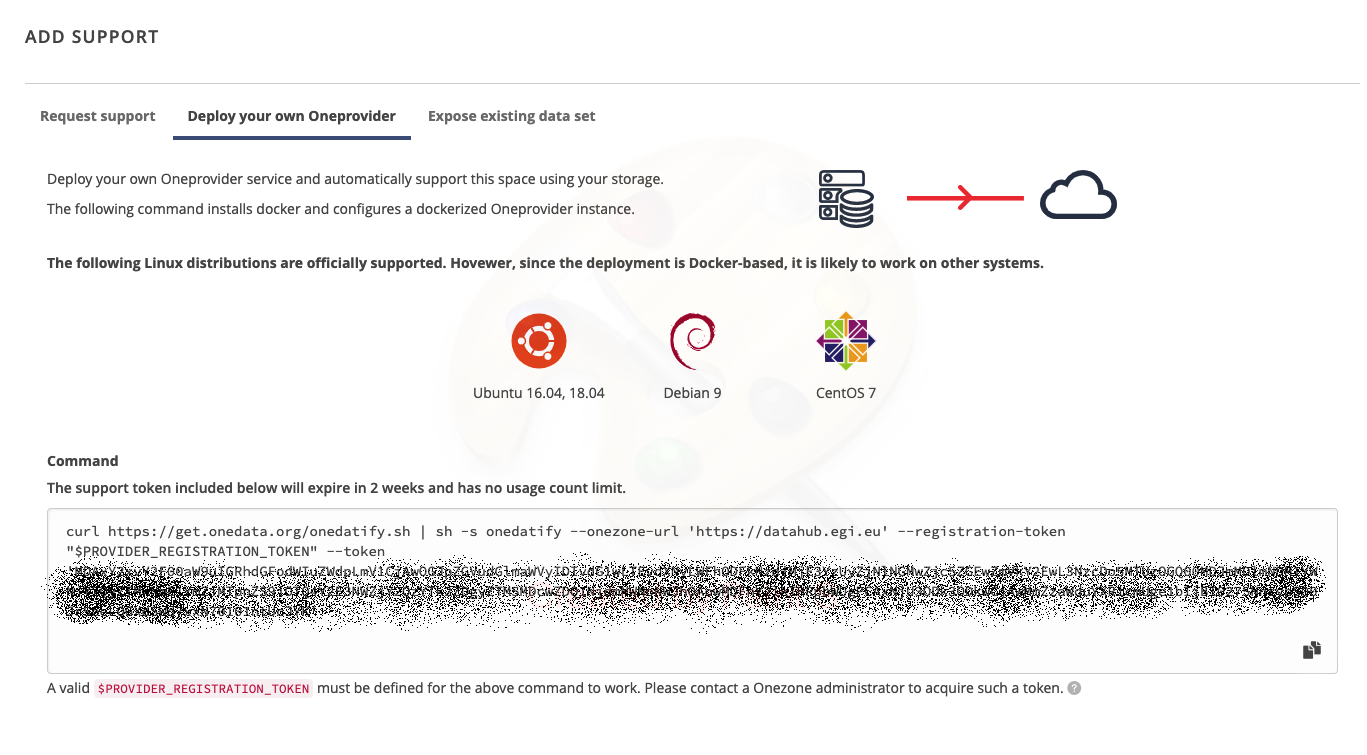 ADD SUPPORT
Request support
Deploy your own Oneprovider
Expose existing data set
Deploy your own Oneprovider service and automatically support this space using your storage.
The following command installs docker and configures a dockerized Oneprovider instance.
The following Linux distributions are officially supported. Hovewer, since the deployment is Docker-based, it is likely to work on other systems.
Ubuntu 16.04, 18.04
Debian 9
CentOS 7
Command
The support token included below will expire in 2 weeks and has no usage count limit.
curl https://get.onedata.org/onedatify.sh | sh -s onedatify --onezone-url 'https://datahub.egi.eu' --registration-token
"$PROVIDER_REGISTRATION_TOKEN" --token
A valid $PROVIDER_REGISTRATION_TOKEN must be defined for the above command to work. Please contact a Onezone administrator to acquire such a token. ?